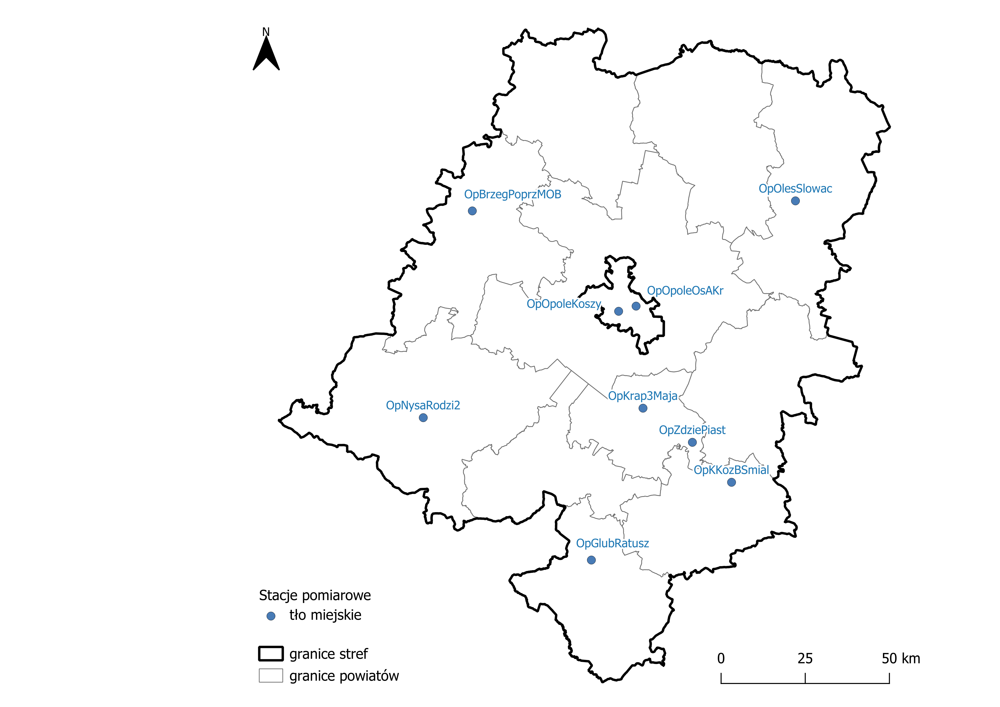 N
OpBrzegPoprzMOB
OpOlesSlowac
OpOpoleOsAKr
OpOpoleKoszy
OpKrap3Maja
OpNysaRodzi2
OpZdziePiast
OpKKozBSmial
OpGlubRatusz
Stacje pomiarowe
tło miejskie
granice stref
granice powiatów
0 25 50 km